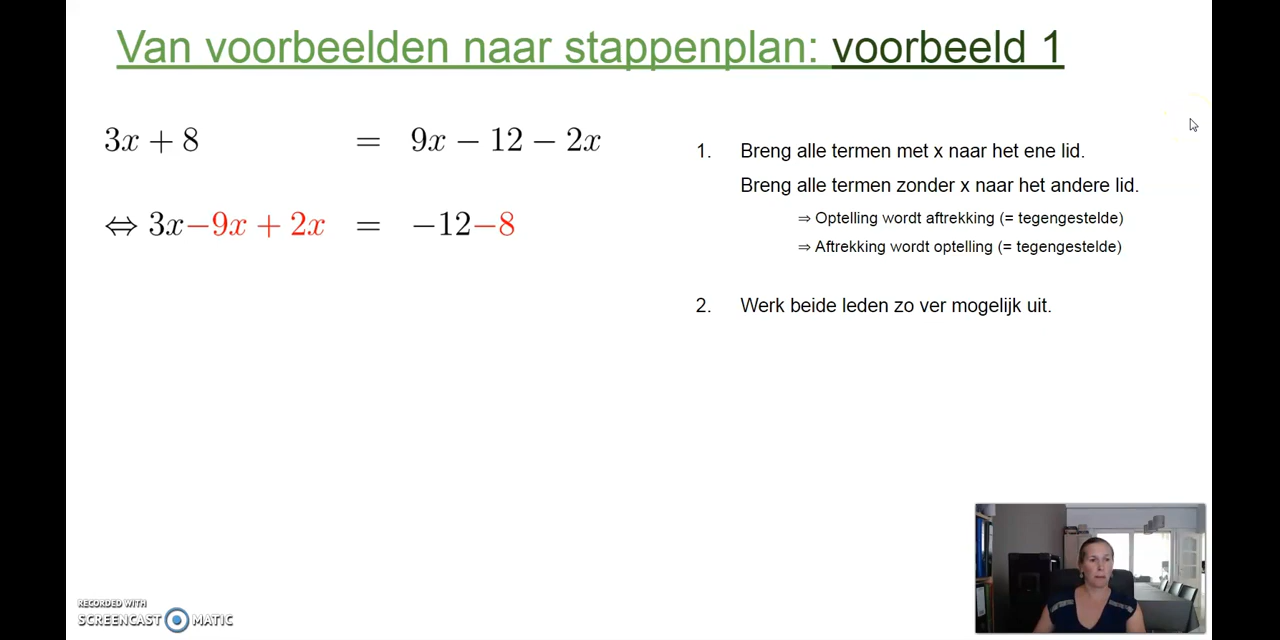 Van voorbeelden naar stappenplan: voorbeeld 1
3x + 8 = 9x − 12 − 2x
⇔ 3x−9x + 2x = −12−8
1. Breng alle termen met x naar het ene lid.
Breng alle termen zonder x naar het andere lid.
⇒ Optelling wordt aftrekking (= tegengestelde)
⇒ Aftrekking wordt optelling (= tegengestelde)
2. Werk beide leden zo ver mogelijk uit.
RECORDED WITH
SCREENCAST MATIC